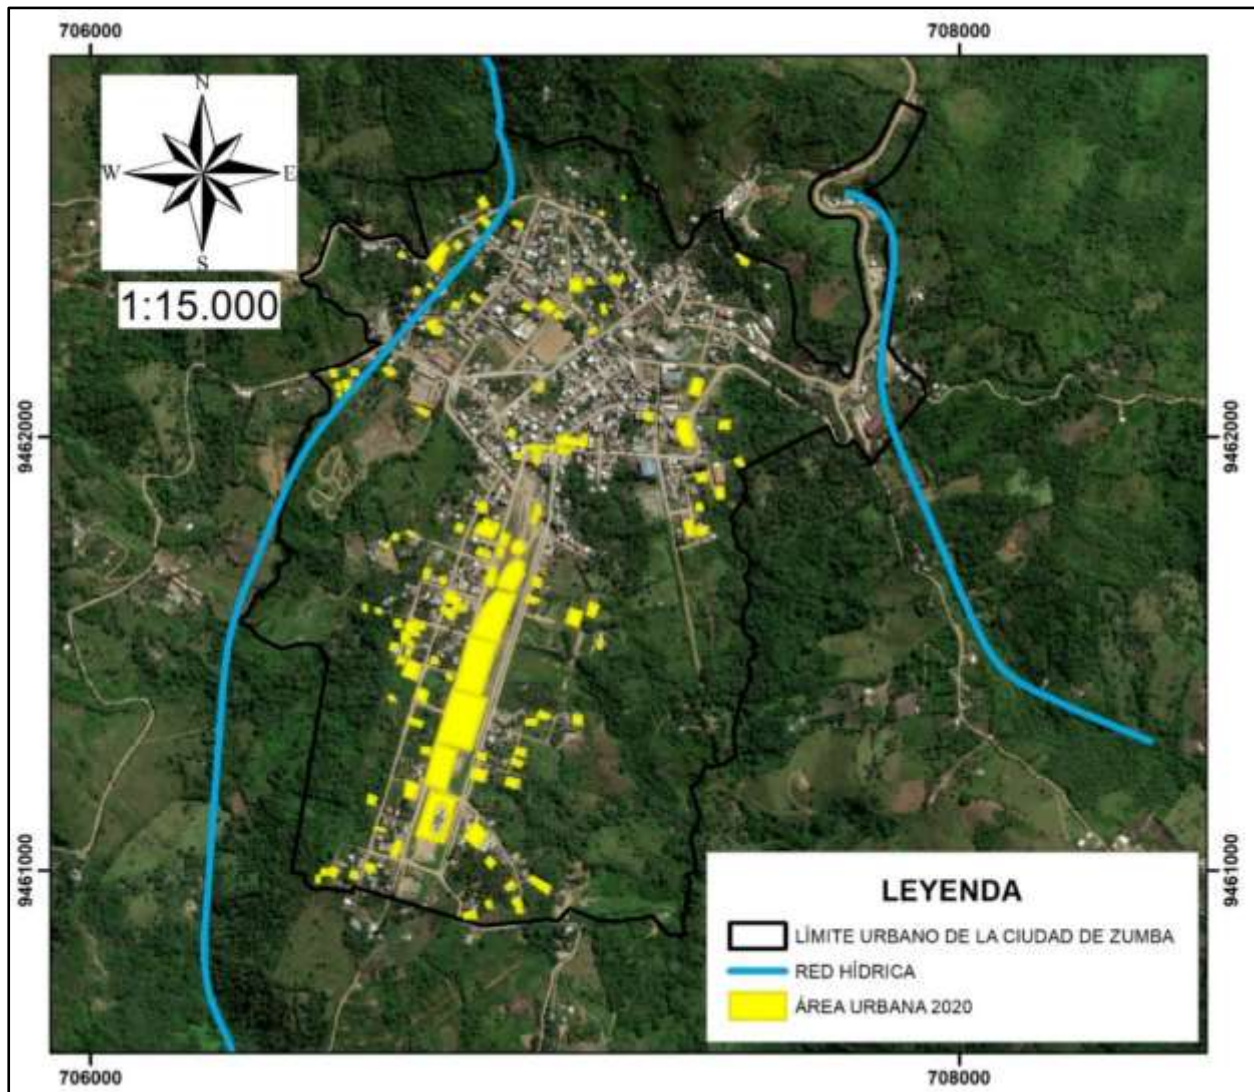 706000
708000
N
W
E
S
1:15.000
9462000
9462000
9461000
9461000
LEYENDA
LÍMITE URBANO DE LA CIUDAD DE ZUMBA
RED HÍDRICA
ÁREA URBANA 2020
706000
708000